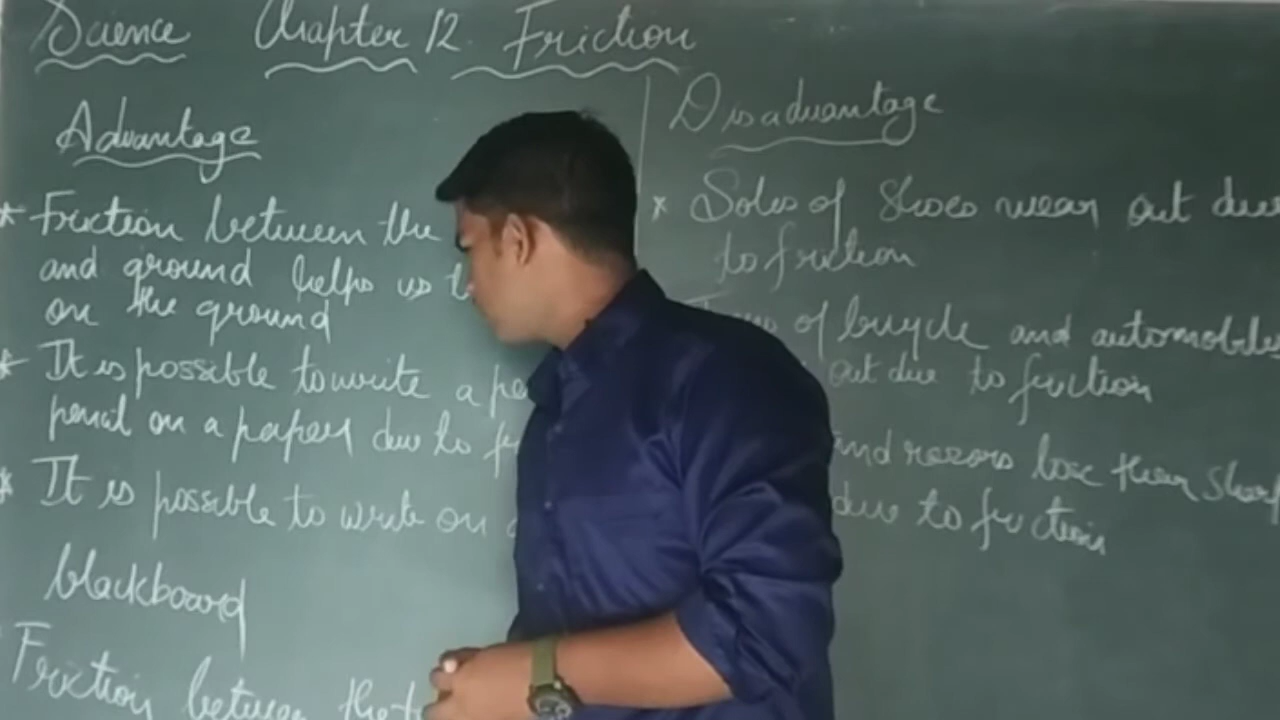 Science Chapter 12 Friction
Advantage
* Friction between the
and ground helps us
on the ground
* It is possible to write a
pencil on a paper due to
* It is possible to write on
blackboard
Friction between the
Disadvantage
* Soles of Shoes wear out due
to friction
of bicycle and automobiles
out due to friction
and razors lose their Sharp
due to friction